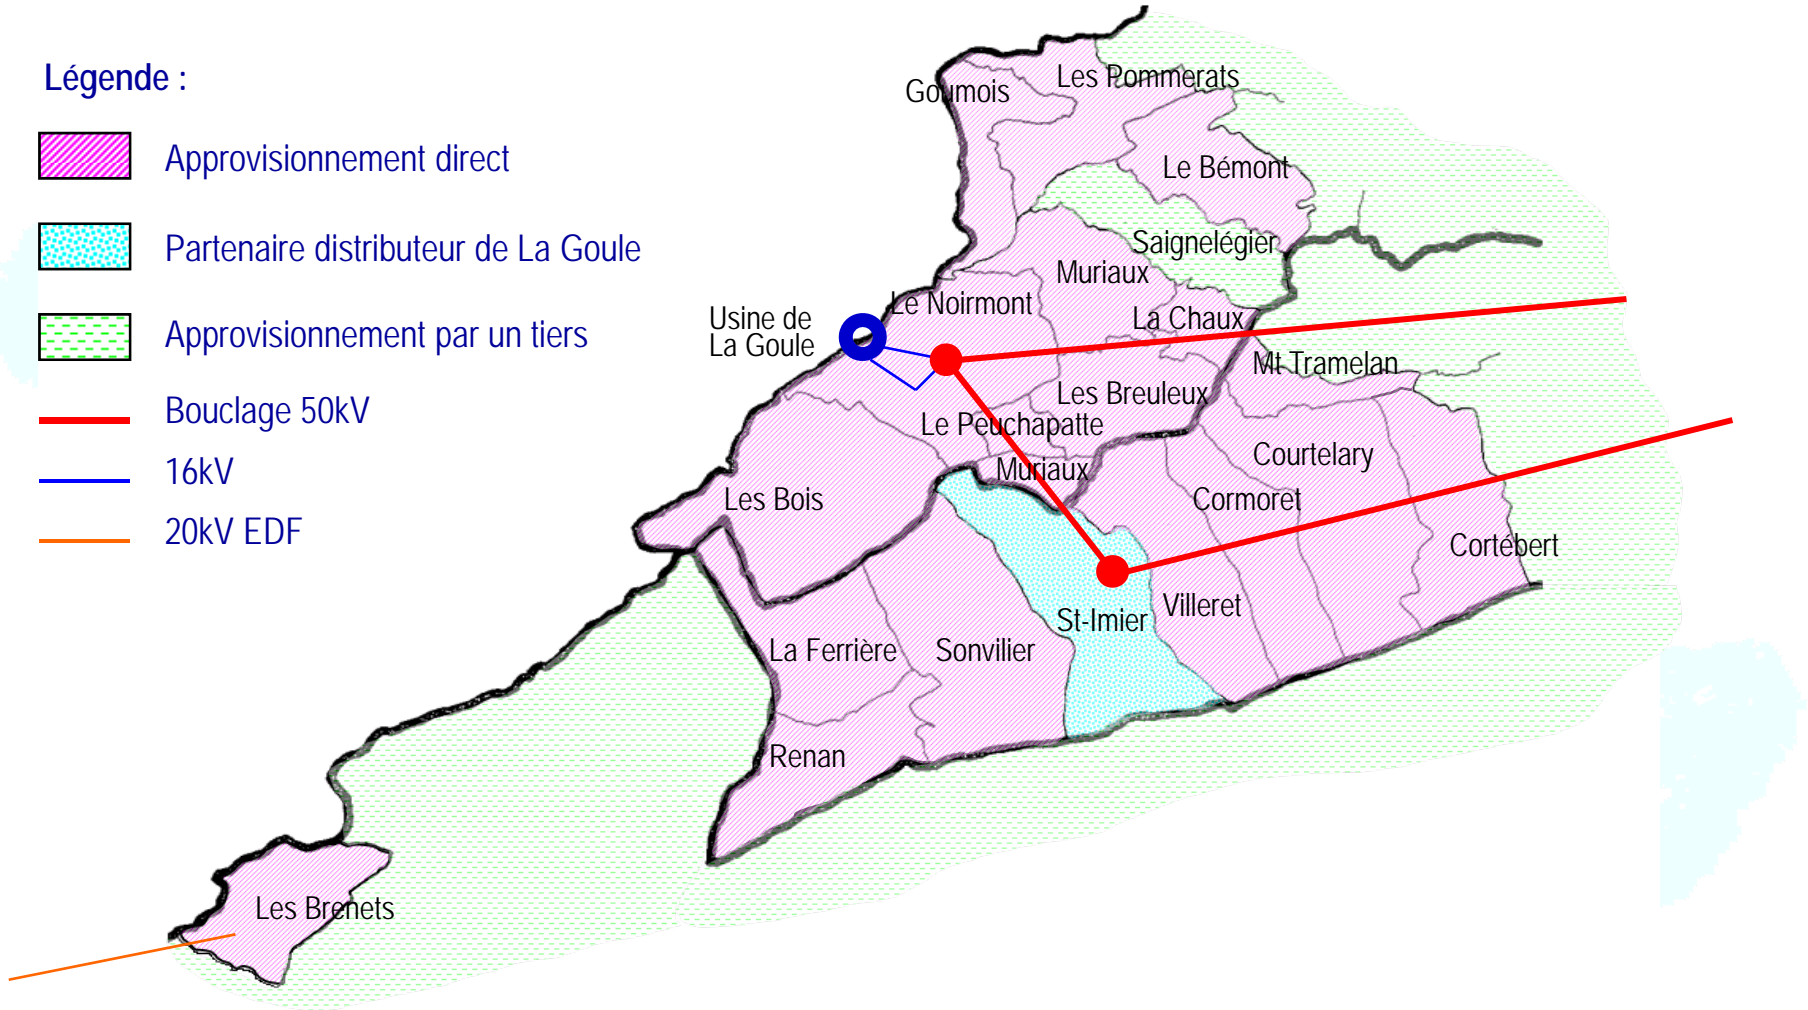 Légende :
Approvisionnement direct
Partenaire distributeur de La Goule
Approvisionnement par un tiers
Bouclage 50kV
16kV
20kV EDF
Goumois
Les Pommerats
Le Bémont
Saignelégier
Muriaux
Le Noirmont
La Chaux
Usine de
La Goule
Mt Tramelan
Les Breuleux
Le Peuchapatte
Muriaux
Courtelary
Les Bois
Cormoret
Cortébert
Villeret
St-Imier
La Ferrière
Sonvilier
Renan
Les Brenets